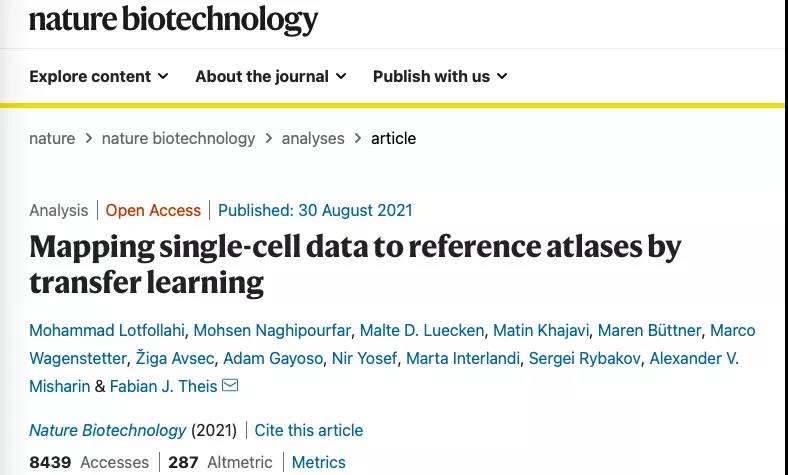 nature biotechnology
Explore content About the journal Publish with us
nature > nature biotechnology > analyses > article
Analysis | Open Access | Published: 30 August 2021
Mapping single-cell data to reference atlases by
transfer learning
Mohammad Lotfollahi, Mohsen Naghipourfar, Malte D. Luecken, Matin Khajavi, Maren Büttner, Marco
Wagenstetter, Žiga Avsec, Adam Gayoso, Nir Yosef, Marta Interlandi, Sergei Rybakov, Alexander V.
Misharin & Fabian J. Theis
Nature Biotechnology (2021) | Cite this article
8439 Accesses | 287 Altmetric | Metrics